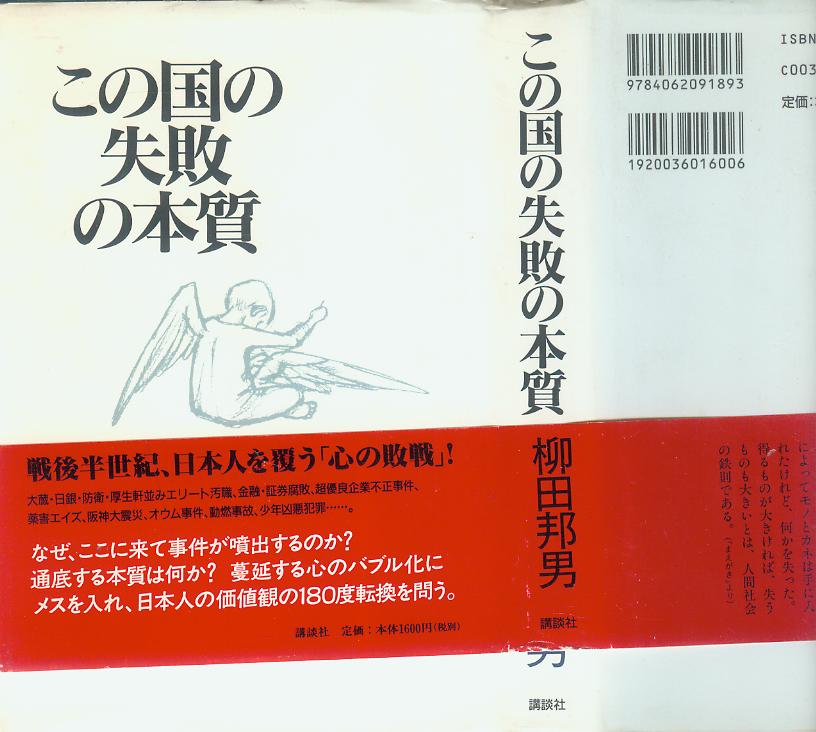 この国の
失敗
の本質
戦後半世紀、日本人を覆う「心の敗戦」!
大蔵・日銀・防衛・厚生軒並みエリート汚職、金融・証券腐敗、超優良企業不正事件、
薬害エイズ、阪神大震災、オウム事件、動燃事故、少年凶悪犯罪……。
なぜ、ここに来て事件が噴出するのか?
通底する本質は何か? 蔓延する心のバブル化に
メスを入れ、日本人の価値観の180度転換を問う。
講談社 定価:本体1600円(税別)
この国の失敗の本質
柳田邦男
講談社
男
講談社
ISBN
C003
定価:
9784062091893
1920036016006
によってモノとカネは手に入
れたけれど、何かを失った。
得るものが大きければ、失う
ものも大きいとは、人間社会
の鉄則である。(「まえがき」より)